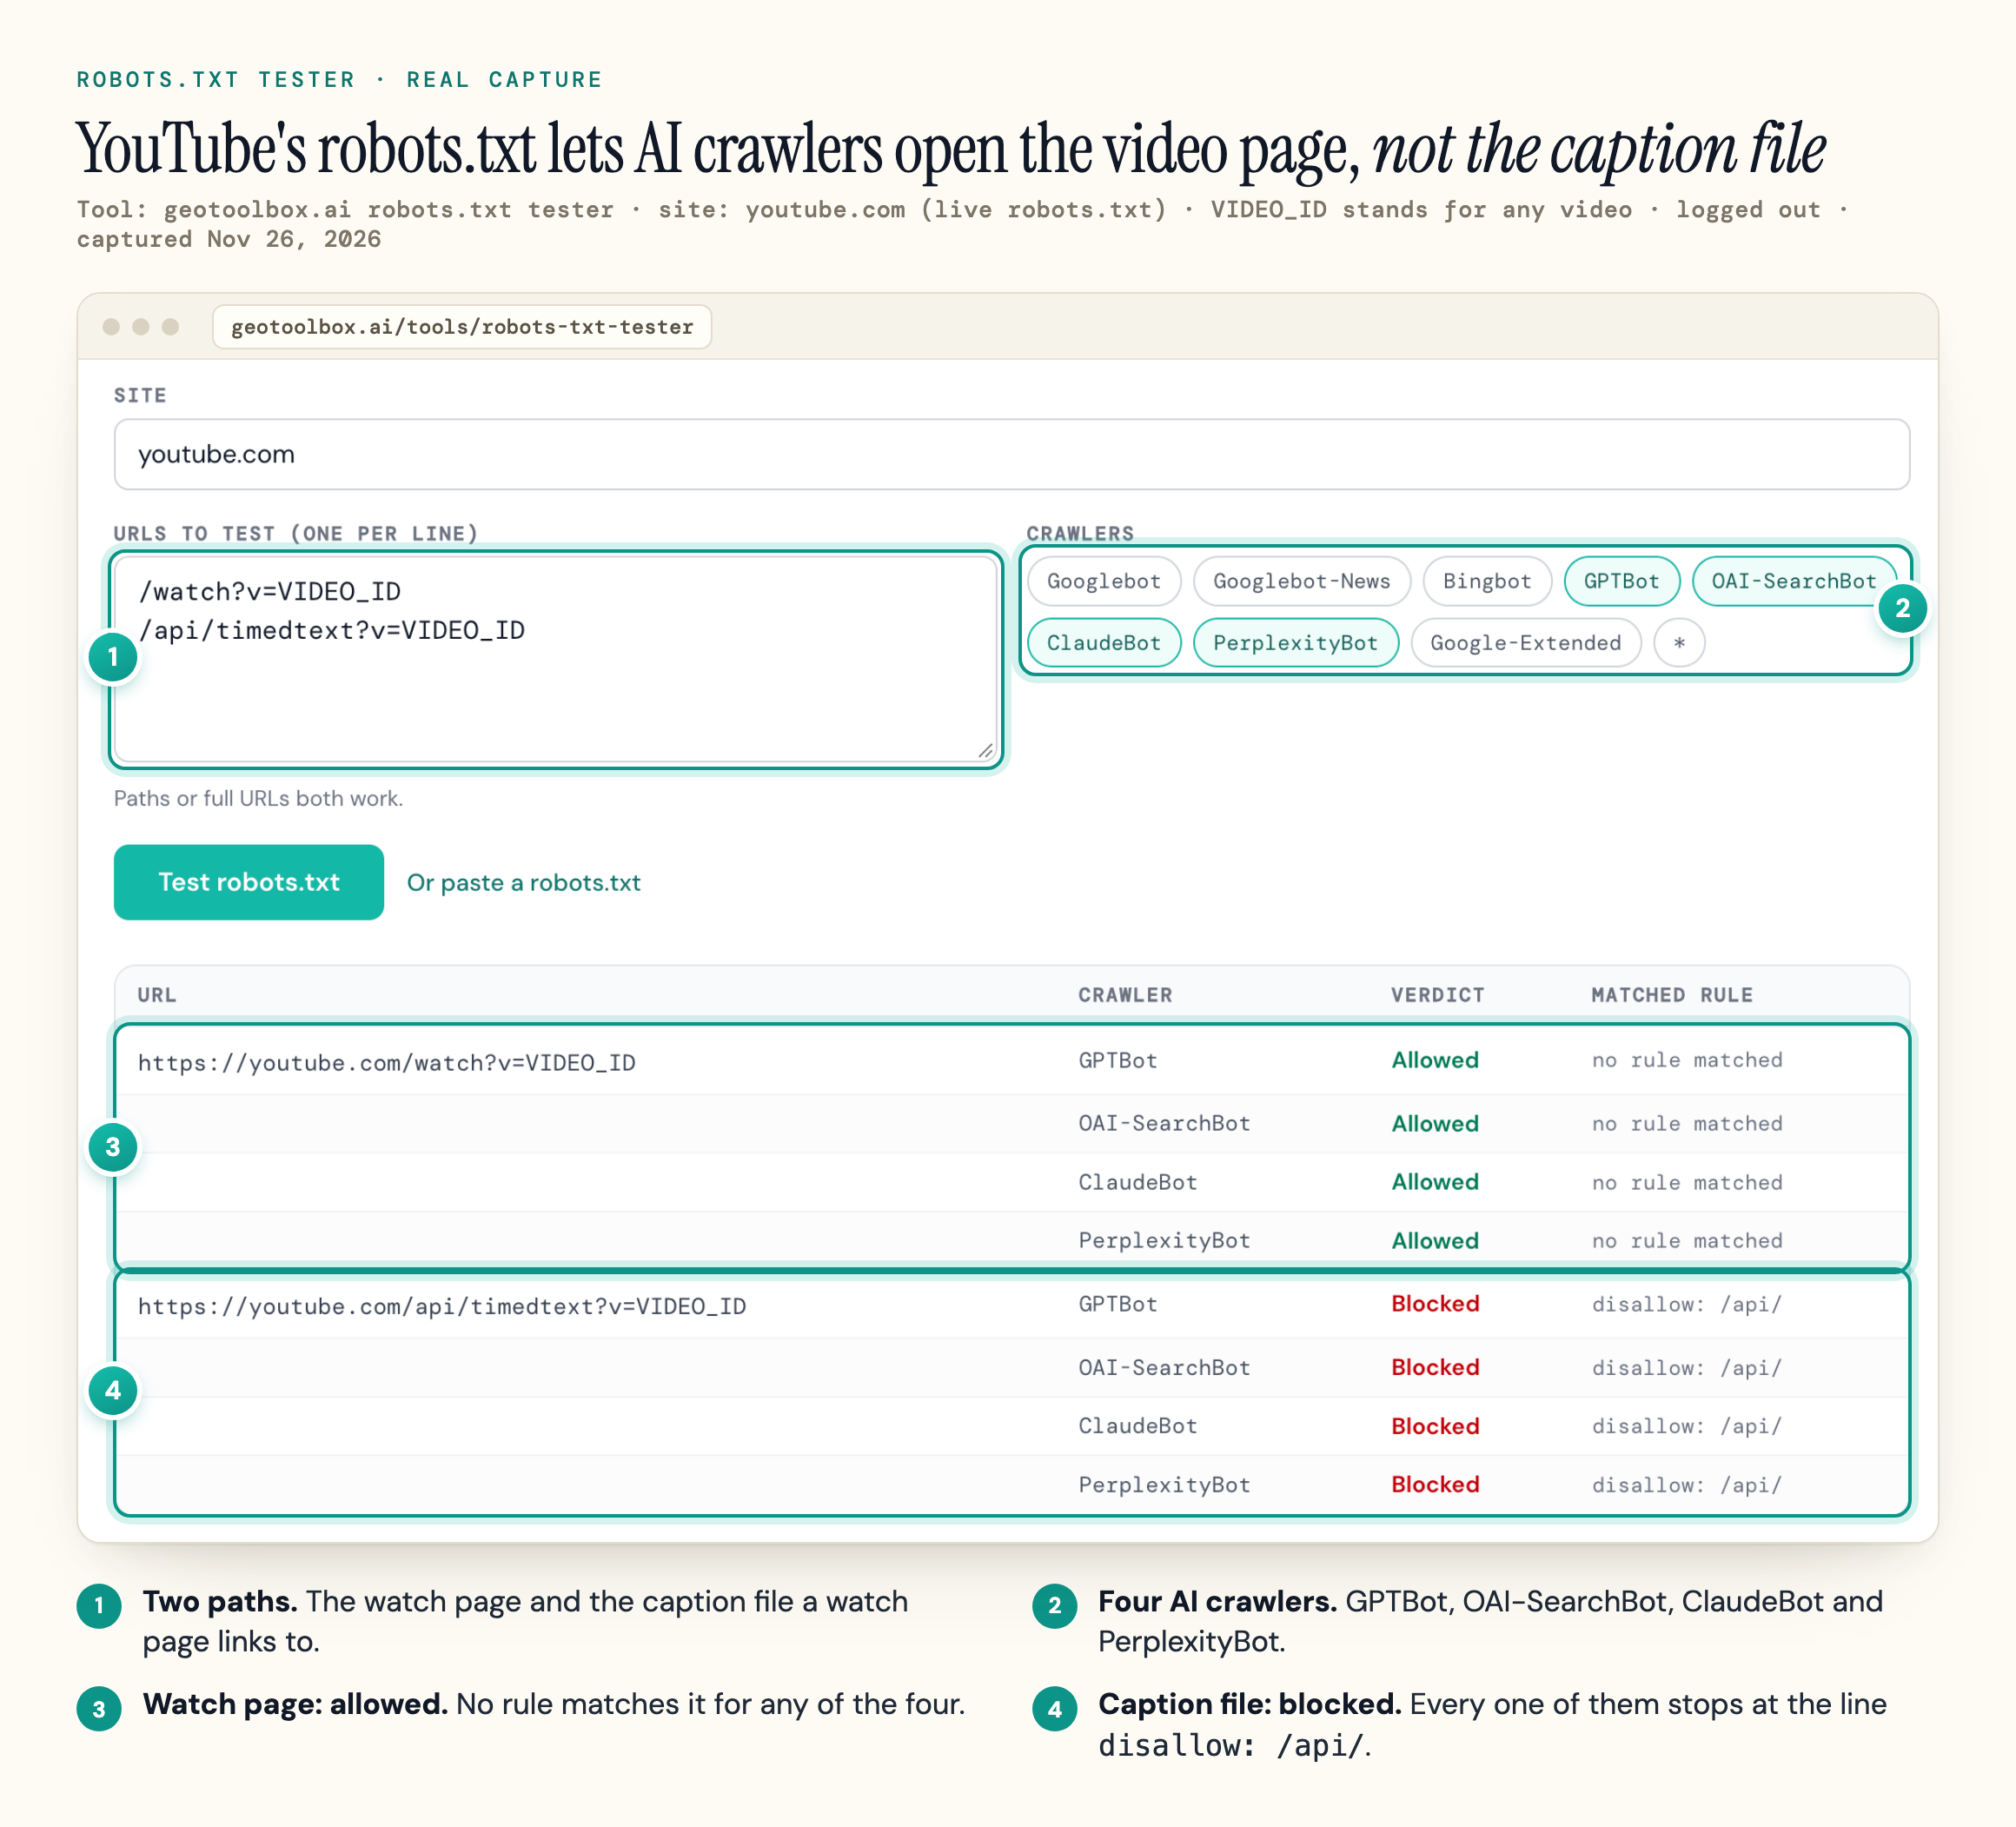 ROBOTS.TXT TESTER · REAL CAPTURE
YouTube's robots.txt lets AI crawlers open the video page, not the caption file
Tool: geotoolbox.ai robots.txt tester · site: youtube.com (live robots.txt) · VIDEO_ID stands for any video · logged out ·
captured Nov 26, 2026
geotoolbox.ai/tools/robots-txt-tester
SITE
youtube.com
URLS TO TEST (ONE PER LINE)
/watch?v=VIDEO_ID
/api/timedtext?v=VIDEO_ID
1
Paths or full URLs both work.
CRAWLERS
Googlebot Googlebot-News Bingbot GPTBot OAI-SearchBot
2
ClaudeBot PerplexityBot Google-Extended *
Test robots.txt Or paste a robots.txt
URL CRAWLER VERDICT MATCHED RULE
https://youtube.com/watch?v=VIDEO_ID GPTBot Allowed no rule matched
OAI-SearchBot Allowed no rule matched
3
ClaudeBot Allowed no rule matched
PerplexityBot Allowed no rule matched
https://youtube.com/api/timedtext?v=VIDEO_ID GPTBot Blocked disallow: /api/
OAI-SearchBot Blocked disallow: /api/
4
ClaudeBot Blocked disallow: /api/
PerplexityBot Blocked disallow: /api/
1 Two paths. The watch page and the caption file a watch
page links to.
2 Four AI crawlers. GPTBot, OAI-SearchBot, ClaudeBot and
PerplexityBot.
3 Watch page: allowed. No rule matches it for any of the four.
4 Caption file: blocked. Every one of them stops at the line
disallow: /api/.